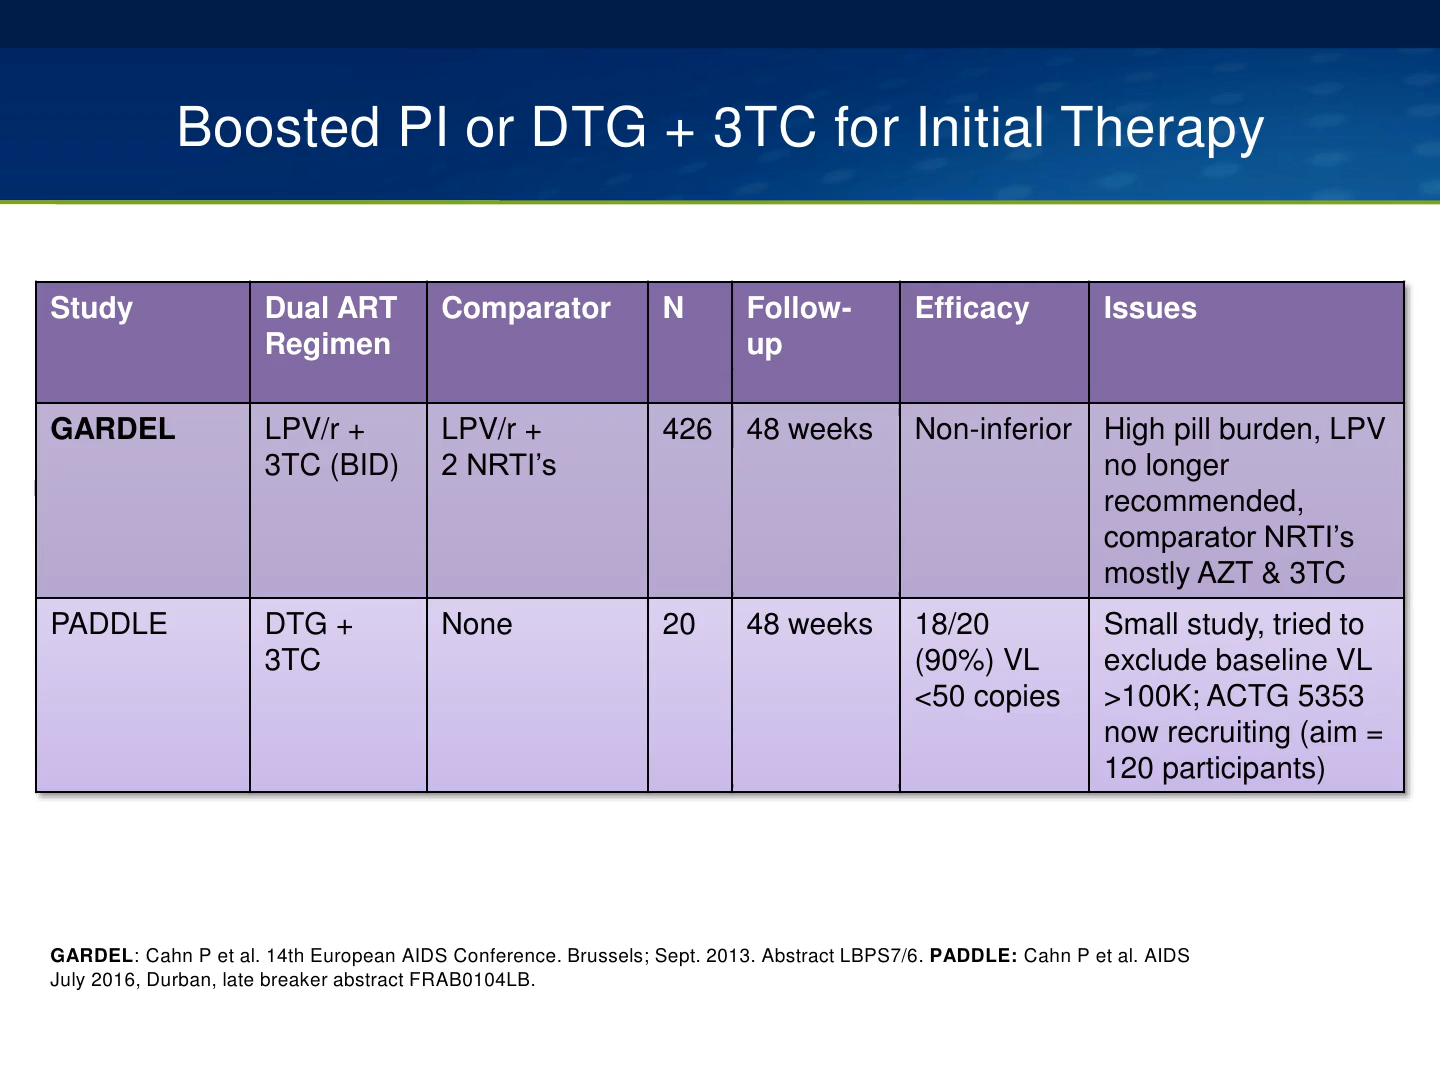 Boosted PI or DTG + 3TC for Initial Therapy
Study
Dual ART
Regimen
Comparator
N
Follow-
up
Efficacy
Issues
GARDEL
LPV/r +
3TC (BID)
LPV/r +
2 NRTI’s
426
48 weeks
Non-inferior
High pill burden, LPV
no longer
recommended,
comparator NRTI’s
mostly AZT & 3TC
PADDLE
DTG +
3TC
None
20
48 weeks
18/20
(90%) VL
<50 copies
Small study, tried to
exclude baseline VL
>100K; ACTG 5353
now recruiting (aim =
120 participants)
GARDEL: Cahn P et al. 14th European AIDS Conference. Brussels; Sept. 2013. Abstract LBPS7/6. PADDLE: Cahn P et al. AIDS
July 2016, Durban, late breaker abstract FRAB0104LB.